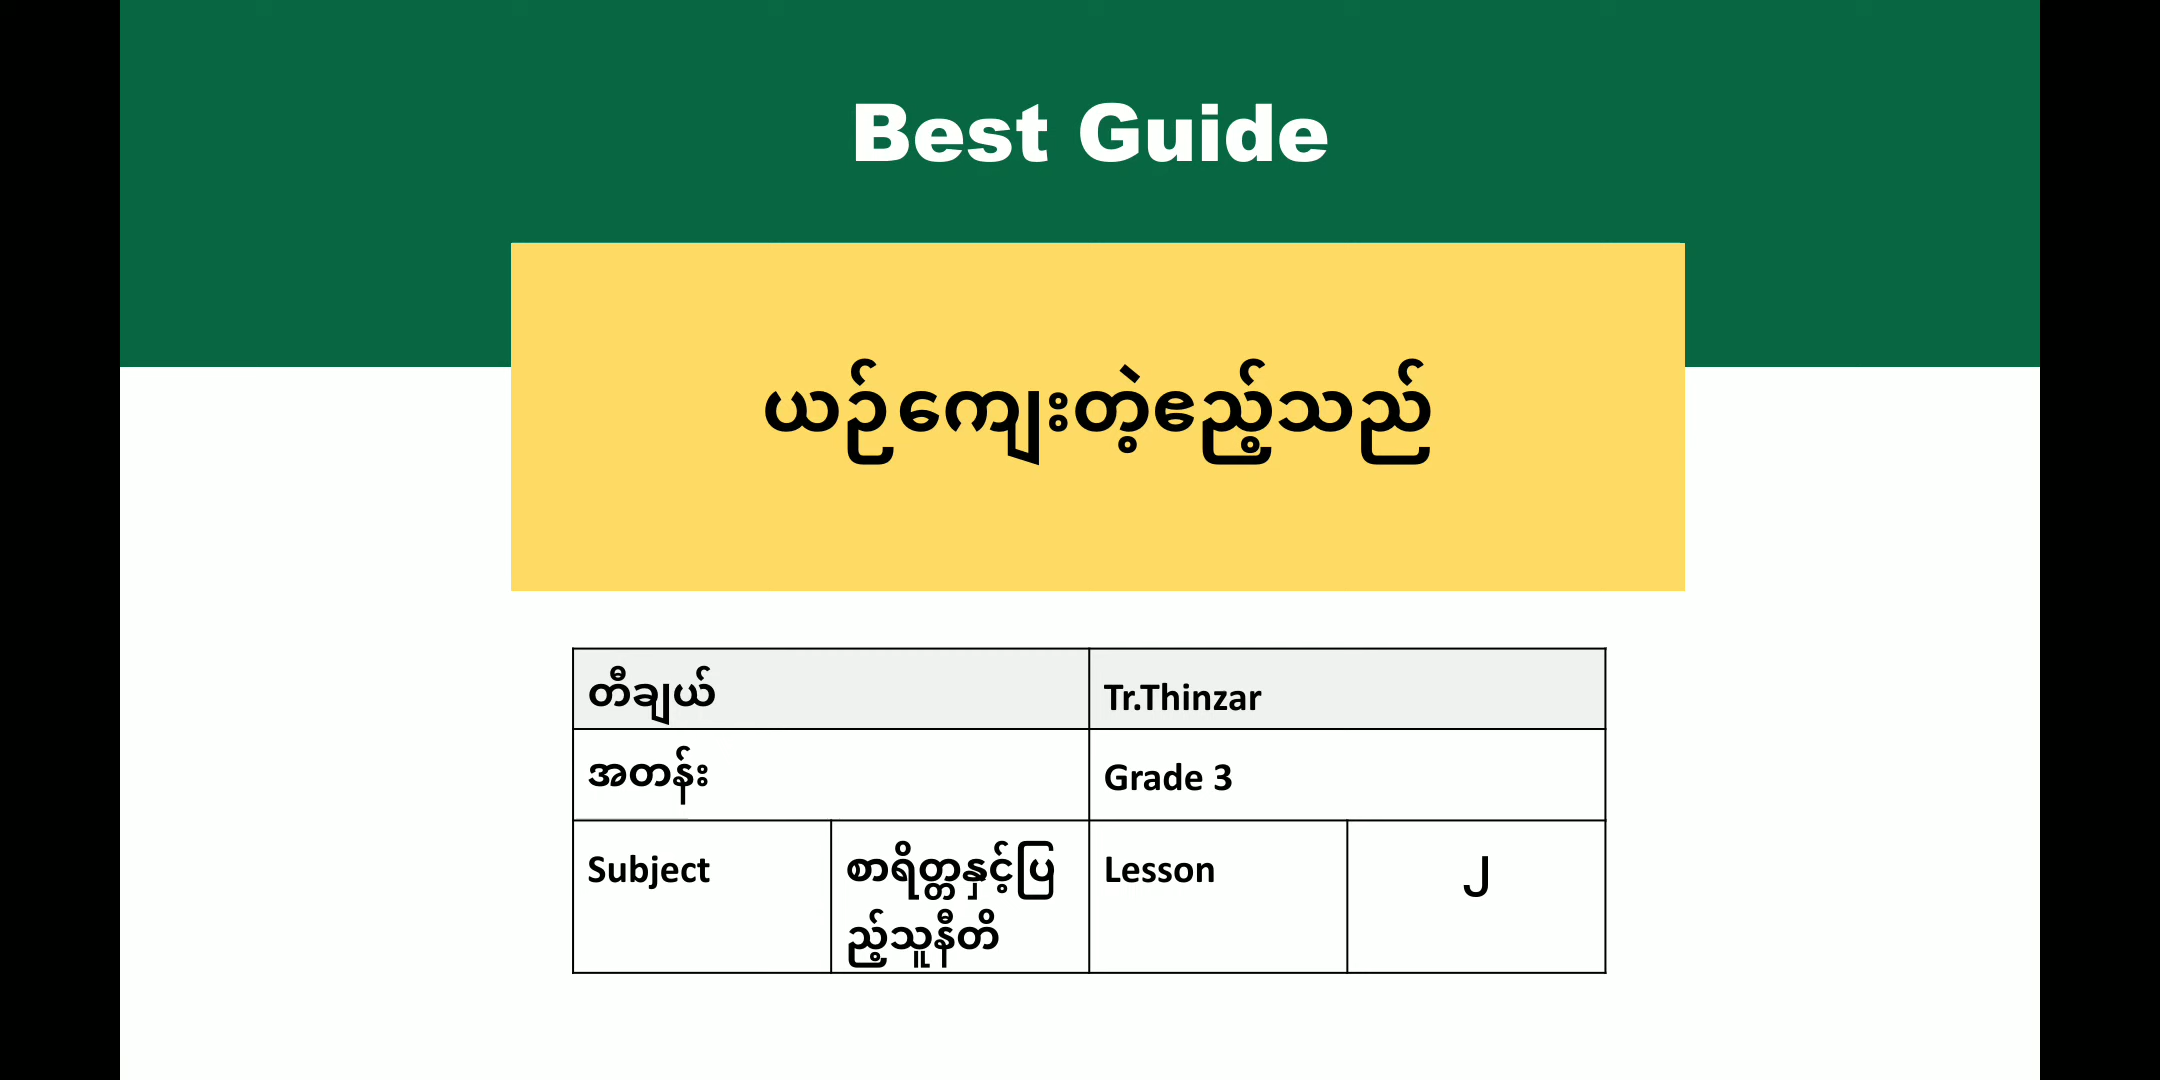 Best Guide
ယဉ်ကျေးတဲ့ဧည့်သည်
တီချယ် Tr.Thinzar
အတန်း Grade 3
Subject စာရိတ္တနှင့်ပြ Lesson ၂
ည့်သူနီတိ